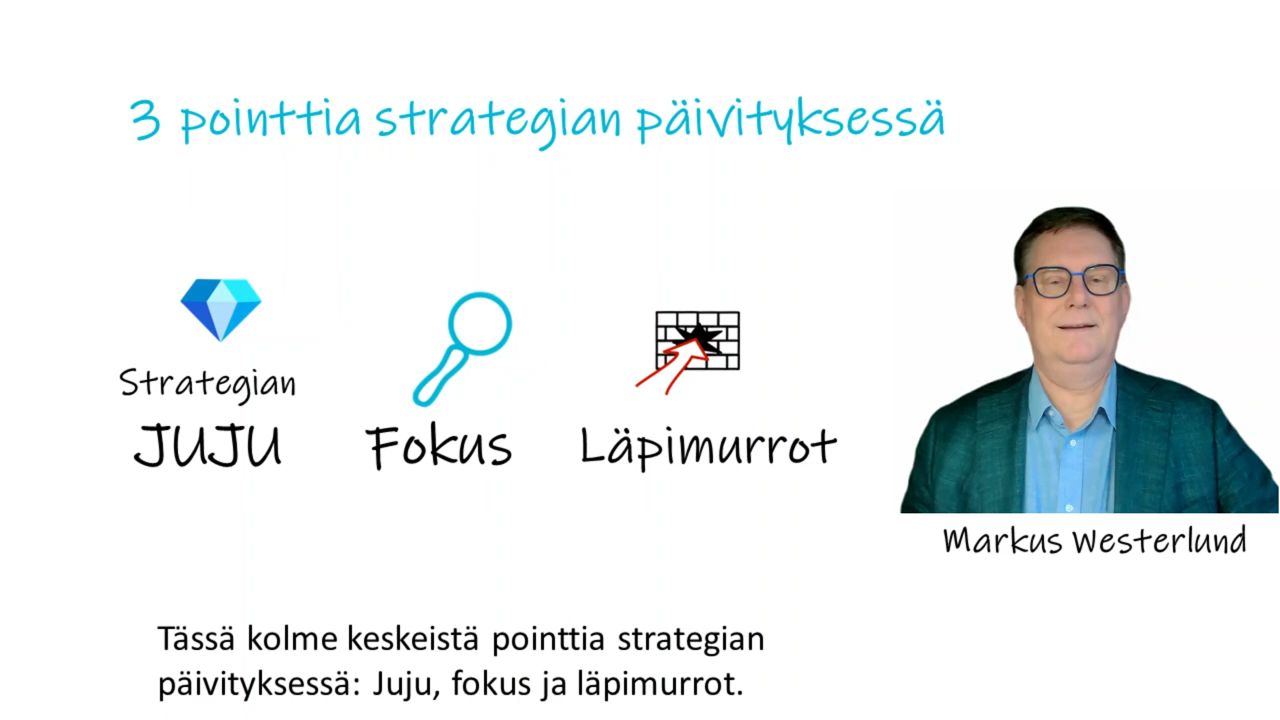 3 pointtia strategian päivityksessä
Strategian
JUJU
Fokus
Läpimurrot
Markus Westerlund
Tässä kolme keskeistä pointtia strategian
päivityksessä: Juju, fokus ja läpimurrot.